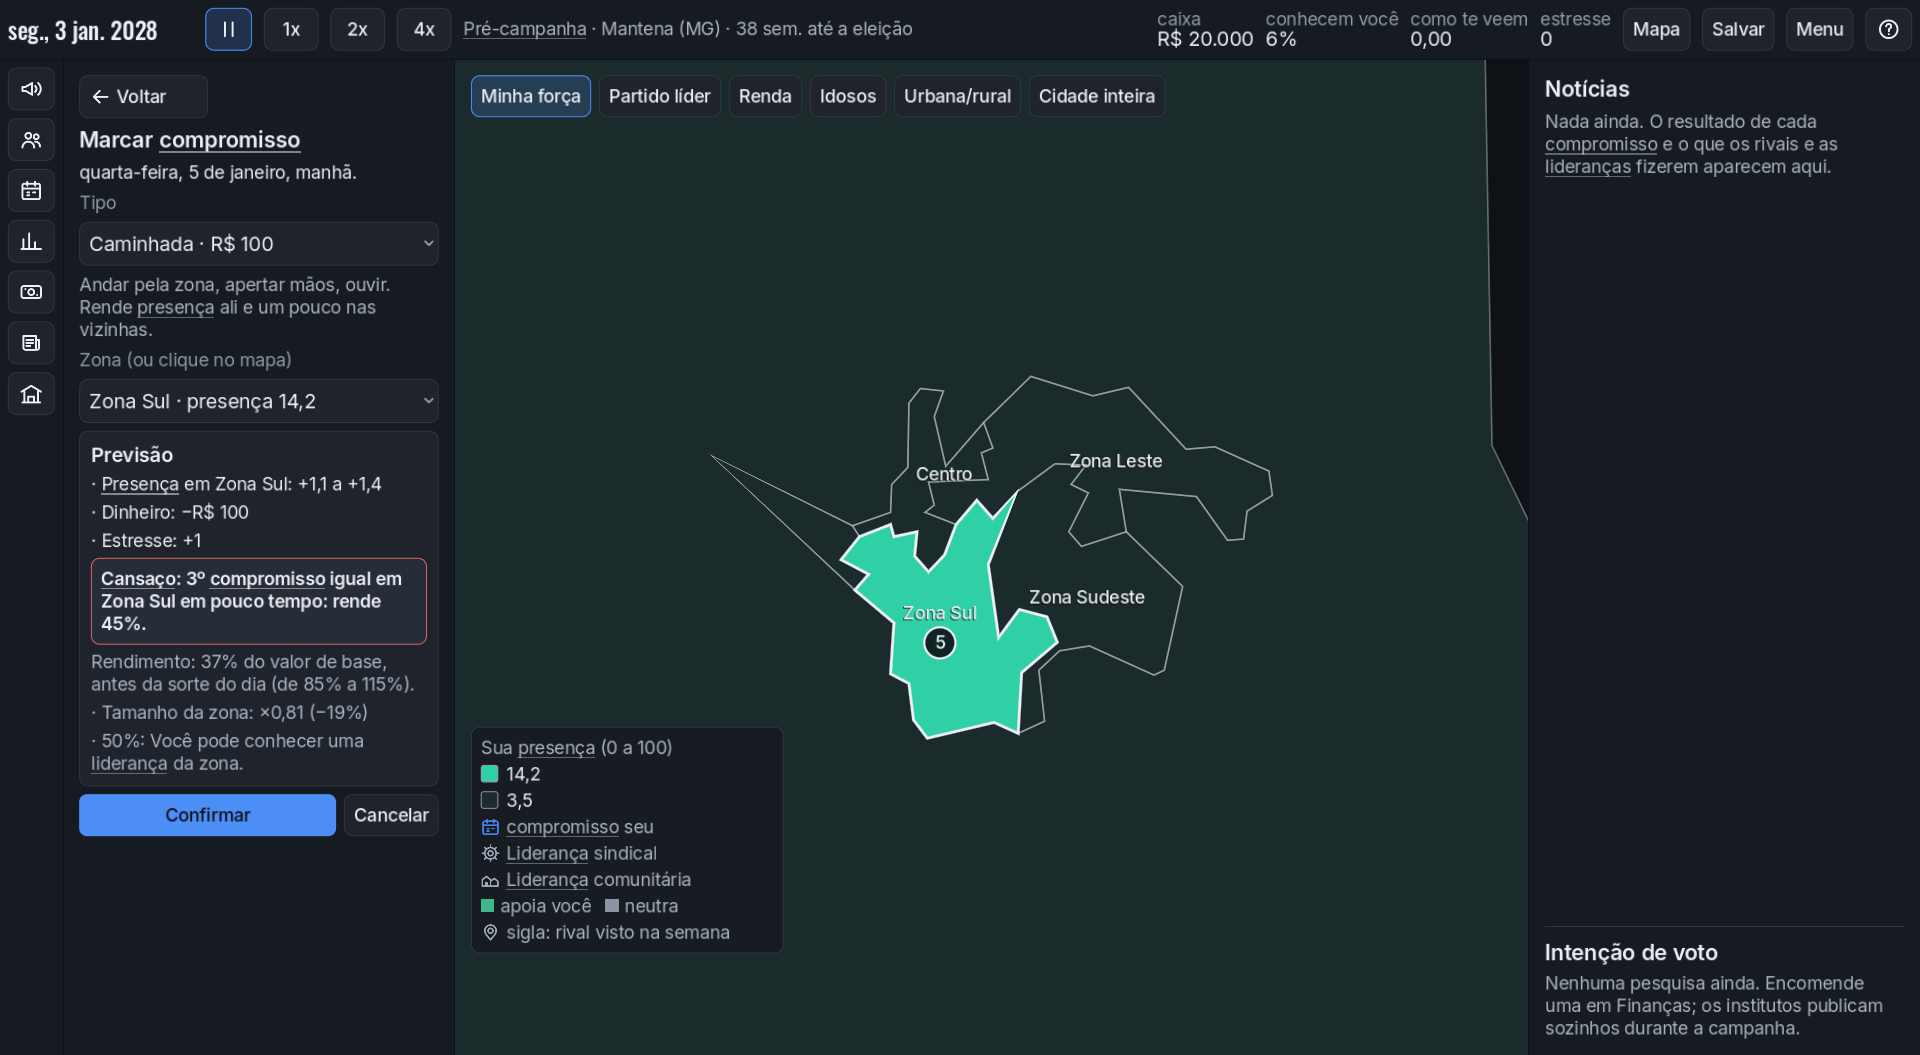 seg., 3 jan. 2028
1x
2x
4x
Pré-campanha · Mantena (MG) · 38 sem. até a eleição
caixa
R$ 20.000
conhecem você
6%
como te veem
0,00
estresse
0
Mapa
Salvar
Menu
Voltar
Marcar compromisso
quarta-feira, 5 de janeiro, manhã.
Tipo
Caminhada · R$ 100
Andar pela zona, apertar mãos, ouvir.
Rende presença ali e um pouco nas
vizinhas.
Zona (ou clique no mapa)
Zona Sul · presença 14,2
Previsão
· Presença em Zona Sul: +1,1 a +1,4
· Dinheiro: −R$ 100
· Estresse: +1
Cansaço: 3º compromisso igual em
Zona Sul em pouco tempo: rende
45%.
Rendimento: 37% do valor de base,
antes da sorte do dia (de 85% a 115%).
· Tamanho da zona: ×0,81 (−19%)
· 50%: Você pode conhecer uma
liderança da zona.
Confirmar
Cancelar
Minha força
Partido líder
Renda
Idosos
Urbana/rural
Cidade inteira
Centro
Zona Leste
Zona Sudeste
Zona Sul
5
Sua presença (0 a 100)
14,2
3,5
compromisso seu
Liderança sindical
Liderança comunitária
apoia você
neutra
sigla: rival visto na semana
Notícias
Nada ainda. O resultado de cada
compromisso e o que os rivais e as
lideranças fizerem aparecem aqui.
Intenção de voto
Nenhuma pesquisa ainda. Encomende
uma em Finanças; os institutos publicam
sozinhos durante a campanha.